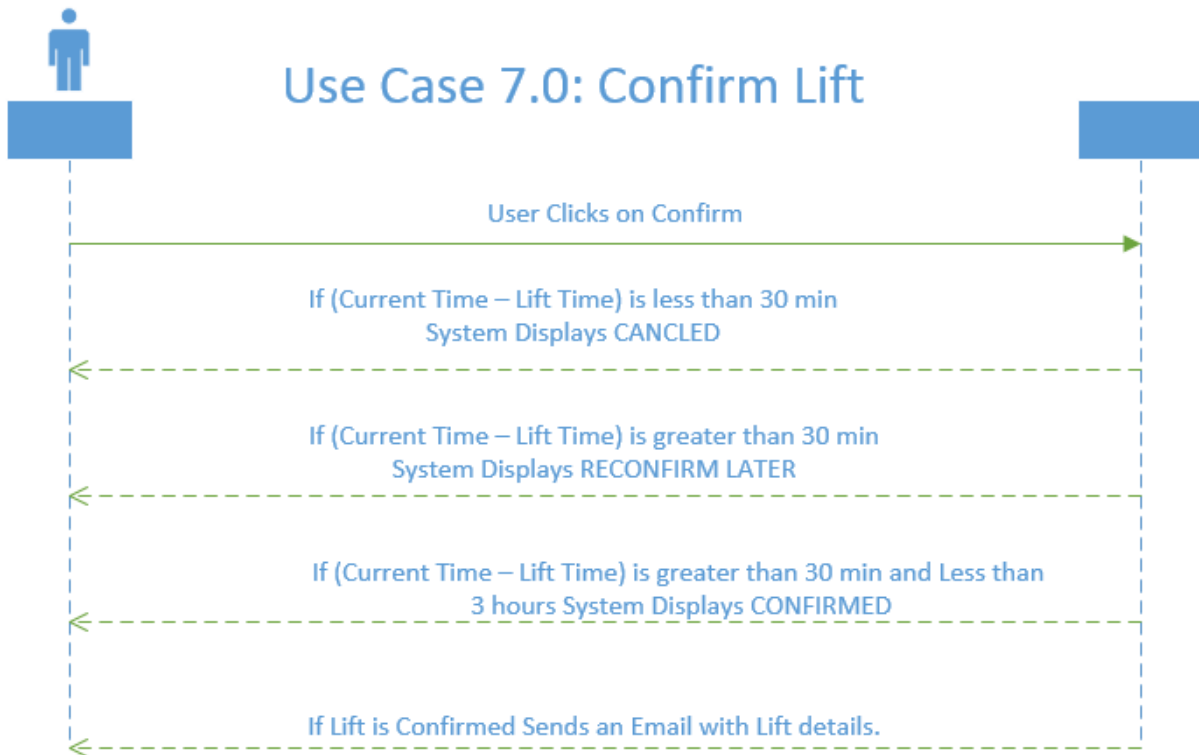 Use Case 7.0: Confirm Lift
User Clicks on Confirm
If (Current Time – Lift Time) is less than 30 min
System Displays CANCLED
If (Current Time – Lift Time) is greater than 30 min
System Displays RECONFIRM LATER
If (Current Time – Lift Time) is greater than 30 min and Less than
3 hours System Displays CONFIRMED
If Lift is Confirmed Sends an Email with Lift details.